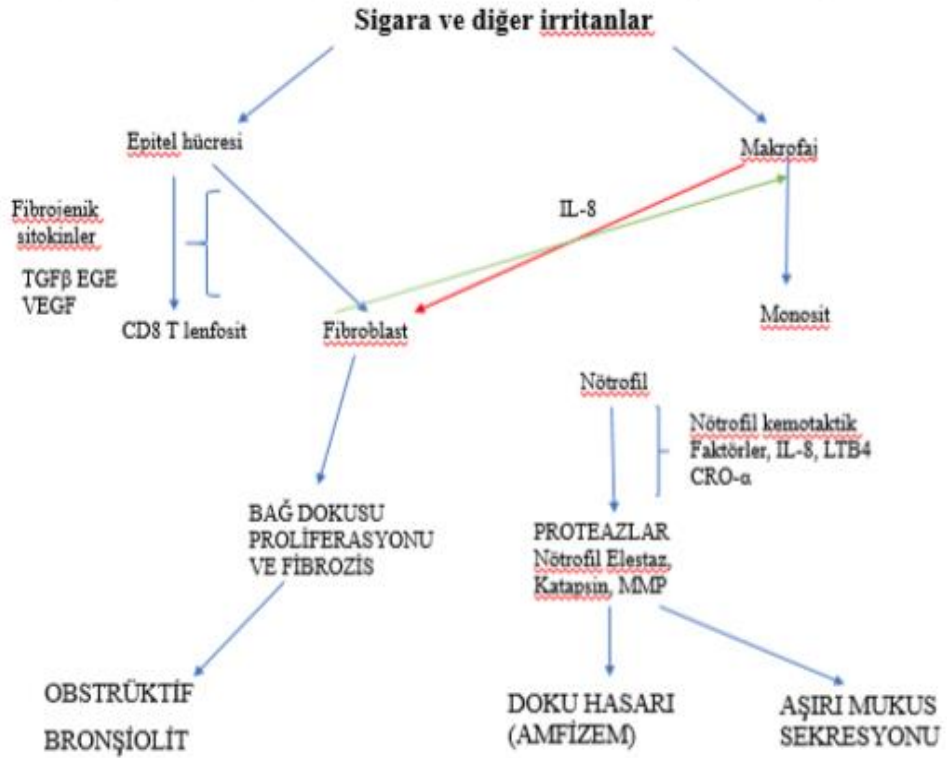 Sigara ve diğer irritanlar
Epitel hücresi
Makrofaj
Fibrojenik
sitokinler
TGFβ EGE
VEGF
IL-8
CD8 T lenfosit
Fibroblast
Monosit
Nötrofil
Nötrofil kemotaktik
Faktörler, IL-8, LTB4
CRO-α
BAĞ DOKUSU
PROLİFERASYONU
VE FİBROZİS
PROTEAZLAR
Nötrofil Elestaz,
Katapsin, MMP
OBSTRÜKTİF
BRONŞİOLİT
DOKU HASARI
(AMFİZEM)
AŞIRI MUKUS
SEKRESYONU